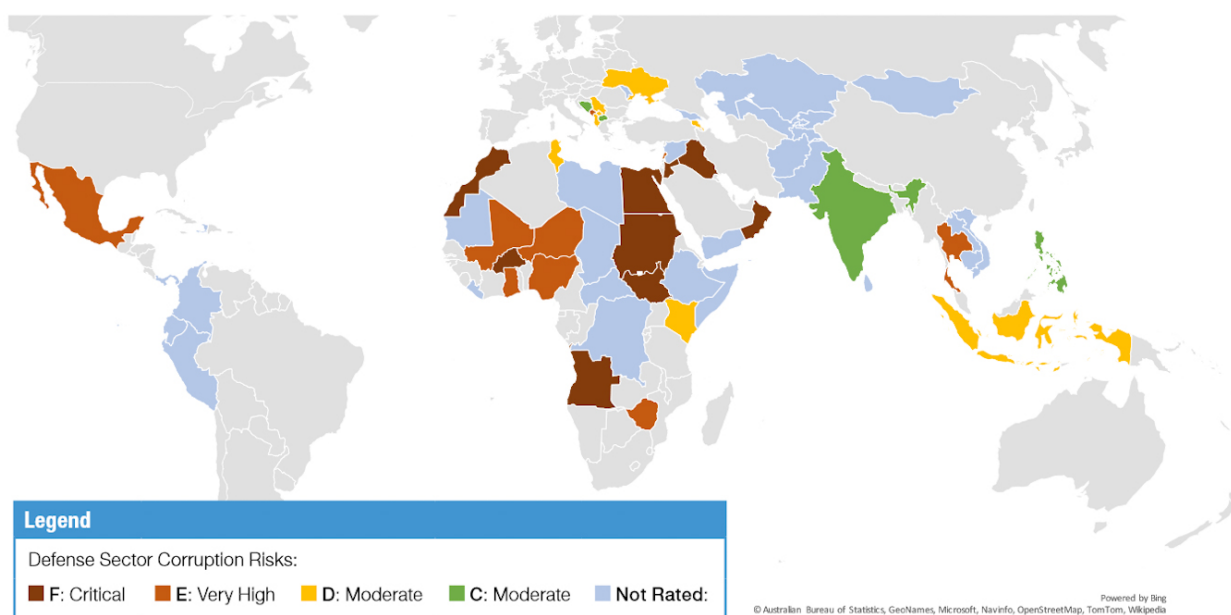 Legend
Defense Sector Corruption Risks:
F: Critical E: Very High D: Moderate C: Moderate Not Rated:
Powered by Bing
© Australian Bureau of Statistics, GeoNames, Microsoft, Navinfo, OpenStreetMap, TomTom, Wikipedia